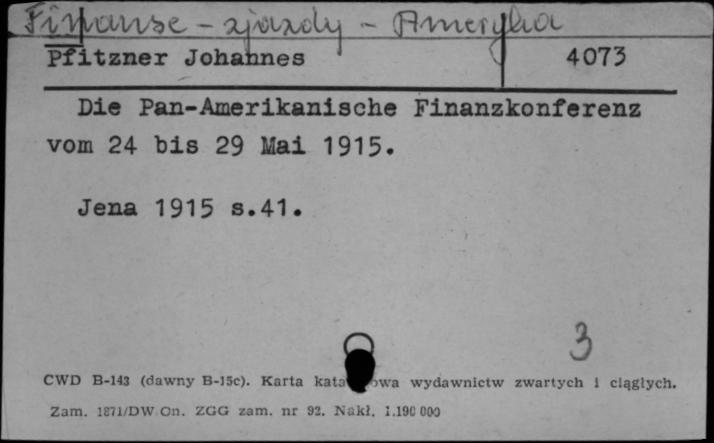 Finanse - zjazdy - Ameryka
Pfitzner Johannes 4073
Die Pan-Amerikanische Finanzkonferenz
vom 24 bis 29 Mai 1915.
Jena 1915 s.41.
3
CWD B-143 (dawny B-15c). Karta kata owa wydawnictw zwartych i ciągłych.
Zam. 1871/DW On. ZGG zam. nr 92. Nakł. 1.190 000